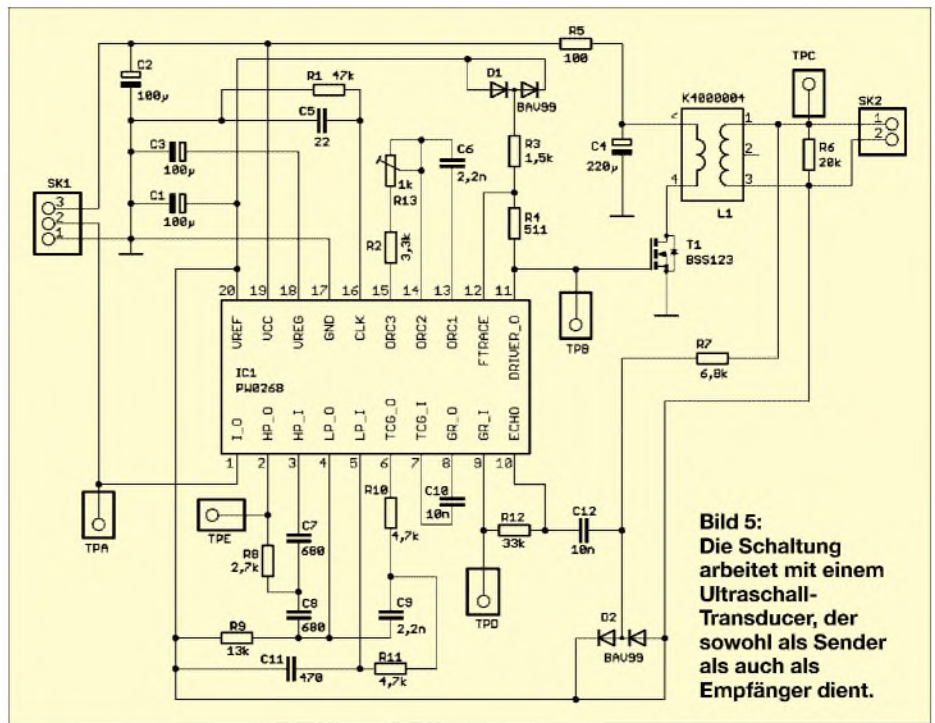 R5
100
TPC
C2
100µ
R1 47k
D1
BAV99
K4000004
SK2
1
2
C5
22
C3
100µ
R3
1,5k
C6
2,2n
C4
220µ
1
2
4
3
R6
20k
L1
SK1
3
2
1
C1
100µ
1k
R13
R4
511
R2
3,3k
T1
BSS123
20 19 18 17 16 15 14 13 12 11
VREF VCC VREG GND CLK ORC3 ORC2 ORC1 FTRACE DRIVER_O
TPB
IC1
PW0268
R7
6,8k
I_O HP_O HP_I LP_O LP_I TCG_O TCG_I GR_O GR_I ECHO
1 2 3 4 5 6 7 8 9 10
TPA
TPE
R8
2,7k
C7
680
C8
680
R10
4,7k
C10
10n
R12
33k
C12
10n
TPD
C9
2,2n
R9
13k
C11
470
R11
4,7k
D2
BAV99
Bild 5:
Die Schaltung
arbeitet mit einem
Ultraschall-
Transducer, der
sowohl als Sender
als auch als
Empfänger dient.